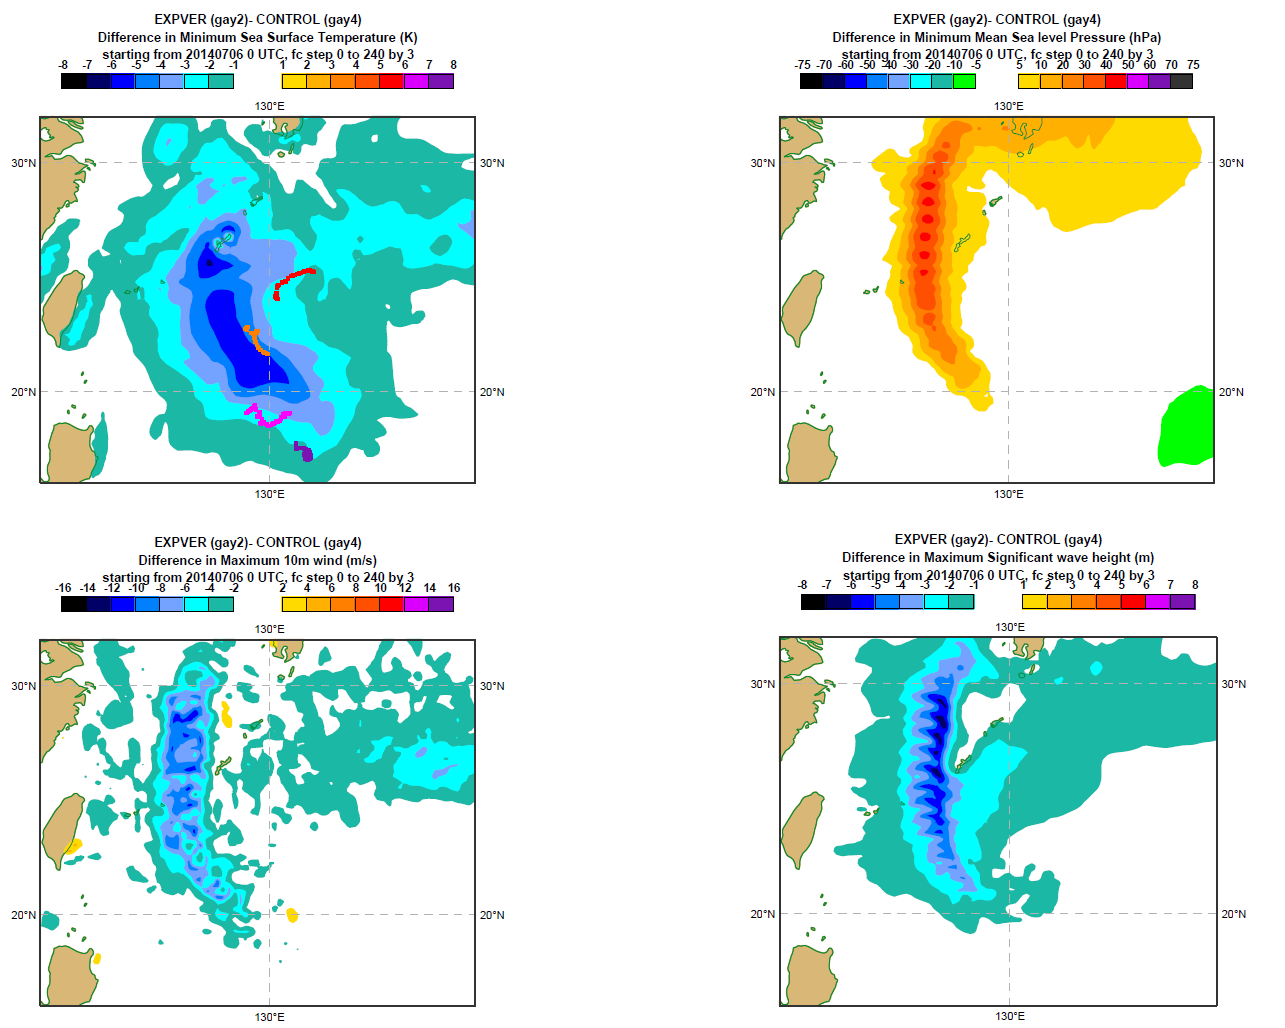 EXPVER (gay2)- CONTROL (gay4)
Difference in Minimum Sea Surface Temperature (K)
starting from 20140706 0 UTC, fc step 0 to 240 by 3
-8 -7 -6 -5 -4 -3 -2 -1 1 2 3 4 5 6 7 8
130°E
30°N 30°N
20°N 20°N
130°E
EXPVER (gay2)- CONTROL (gay4)
Difference in Minimum Mean Sea level Pressure (hPa)
starting from 20140706 0 UTC, fc step 0 to 240 by 3
-75 -70 -60 -50 -40 -30 -20 -10 -5 5 10 20 30 40 50 60 70 75
130°E
30°N 30°N
20°N 20°N
130°E
EXPVER (gay2)- CONTROL (gay4)
Difference in Maximum 10m wind (m/s)
starting from 20140706 0 UTC, fc step 0 to 240 by 3
-16 -14 -12 -10 -8 -6 -4 -2 2 4 6 8 10 12 14 16
130°E
30°N 30°N
20°N 20°N
130°E
EXPVER (gay2)- CONTROL (gay4)
Difference in Maximum Significant wave height (m)
starting from 20140706 0 UTC, fc step 0 to 240 by 3
-8 -7 -6 -5 -4 -3 -2 -1 1 2 3 4 5 6 7 8
130°E
30°N 30°N
20°N 20°N
130°E